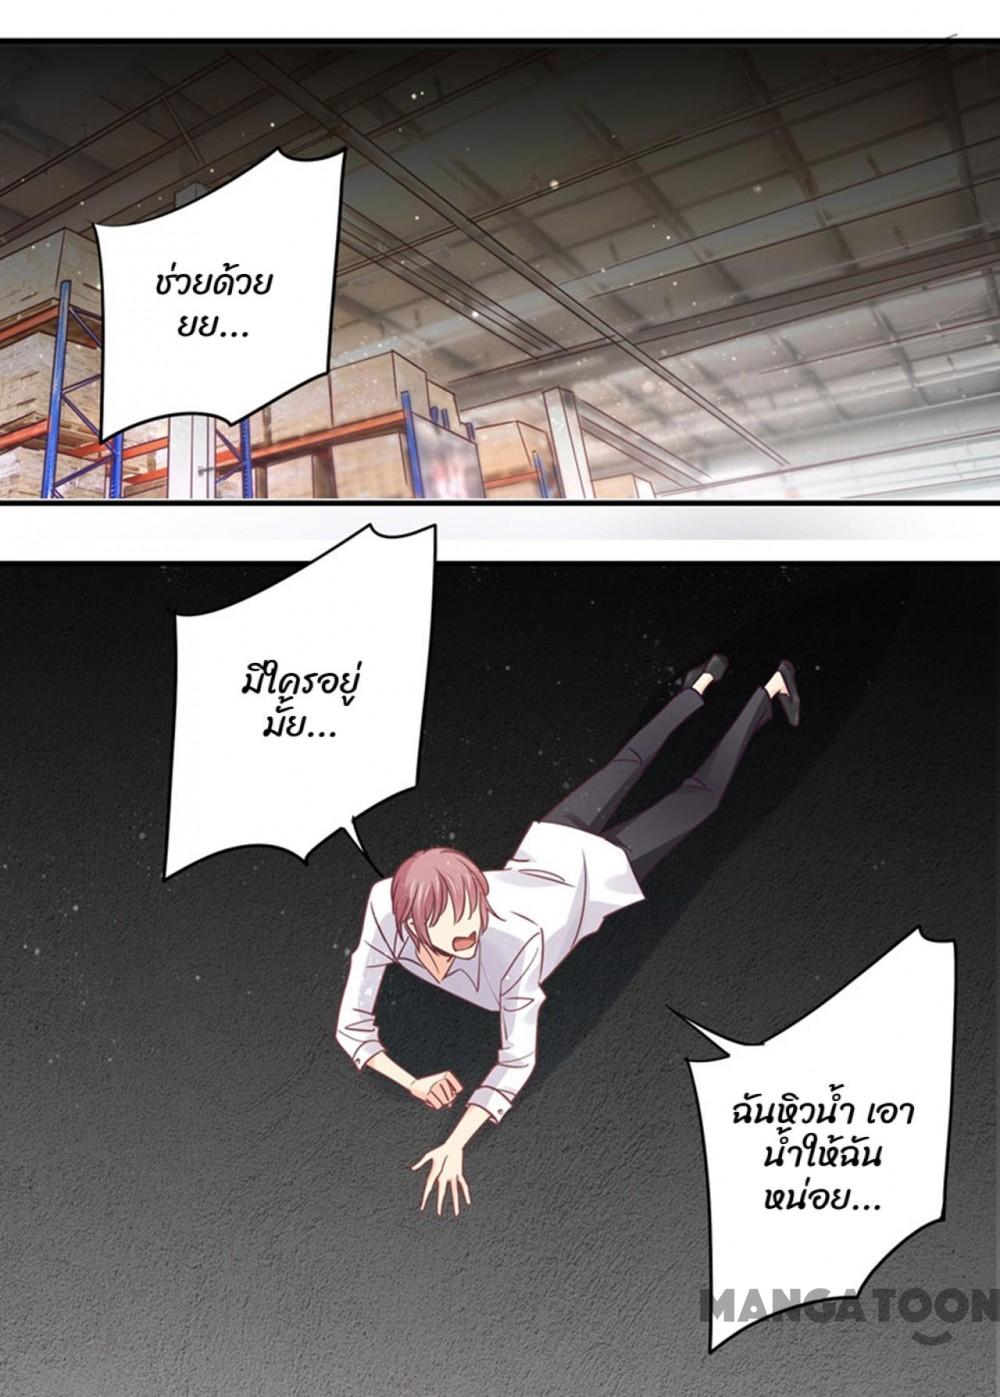 ช่วยด้วย
ยย...
มีใครอยู่
มั้ย...
ฉันหิวน้ำ เอา
น้ำให้ฉัน
หน่อย...
MANGATOON